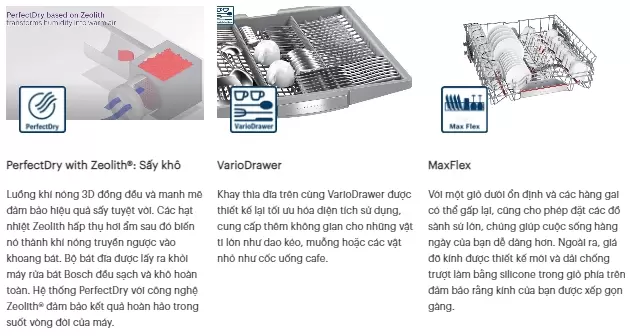 PerfectDry based on Zeolith
transforms humidity into warm air
PerfectDry
VarioDrawer
Max Flex
PerfectDry with Zeolith®: Sấy khô
Luồng khí nóng 3D đồng đều và mạnh mẽ
đảm bảo hiệu quả sấy tuyệt vời. Các hạt
nhiệt Zeolith hấp thụ hơi ẩm sau đó biến
nó thành khí nóng truyền ngược vào
khoang bát. Bộ bát đĩa được lấy ra khỏi
máy rửa bát Bosch đều sạch và khô hoàn
toàn. Hệ thống PerfectDry với công nghệ
Zeolith® đảm bảo kết quả hoàn hảo trong
suốt vòng đời của máy.
VarioDrawer
Khay thìa dĩa trên cùng VarioDrawer được
thiết kế lại tối ưu hóa diện tích sử dụng,
cung cấp thêm không gian cho những vật
ti lôn như dao kéo, muỗng hoặc các vật
nhỏ như cốc uống cafe.
MaxFlex
Với một giỏ dưới ổn định và các hàng gai
có thể gấp lại, cũng cho phép đặt các đồ
sành sứ lớn, chúng giúp cuộc sống hàng
ngày của bạn dễ dàng hơn. Ngoài ra, giá
đỡ kính được thiết kế mới và dải chống
trượt làm bằng silicone trong giỏ phía trên
đảm bảo rằng kính của bạn được xếp gọn
gàng.